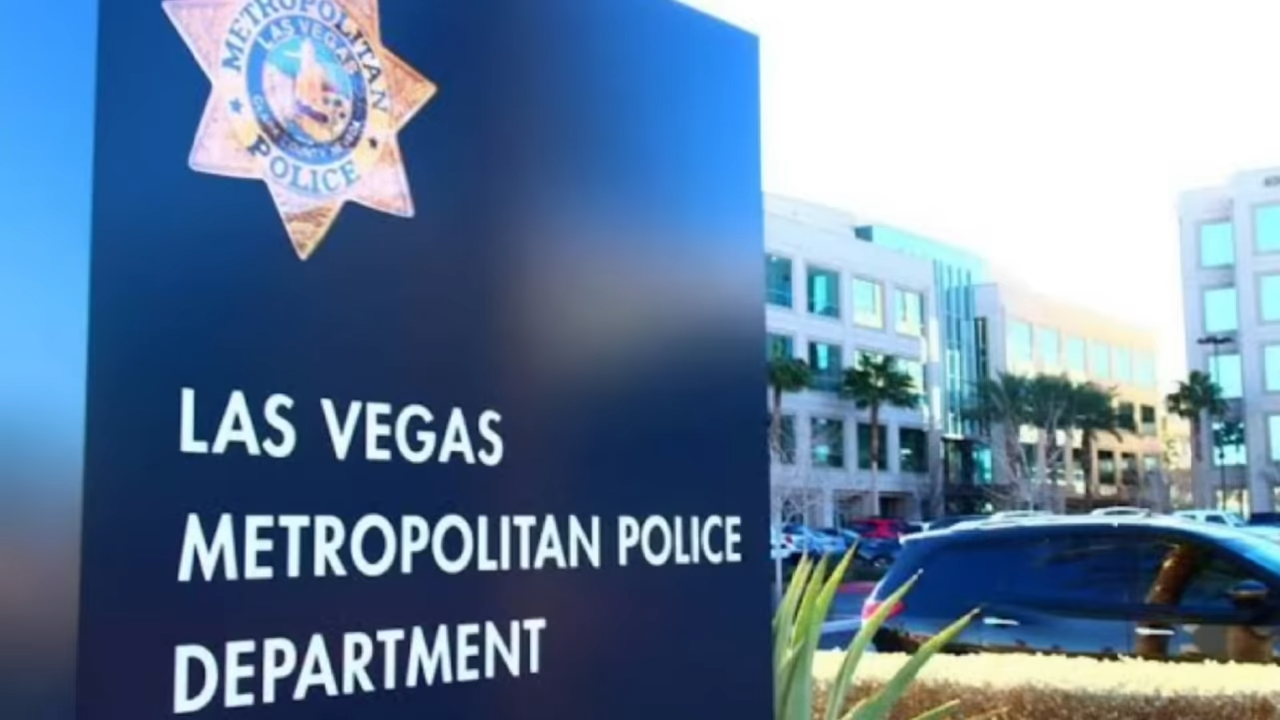 METROPOLITAN
LAS VEGAS
POLICE
LAS VEGAS
METROPOLITAN POLICE
DEPARTMENT